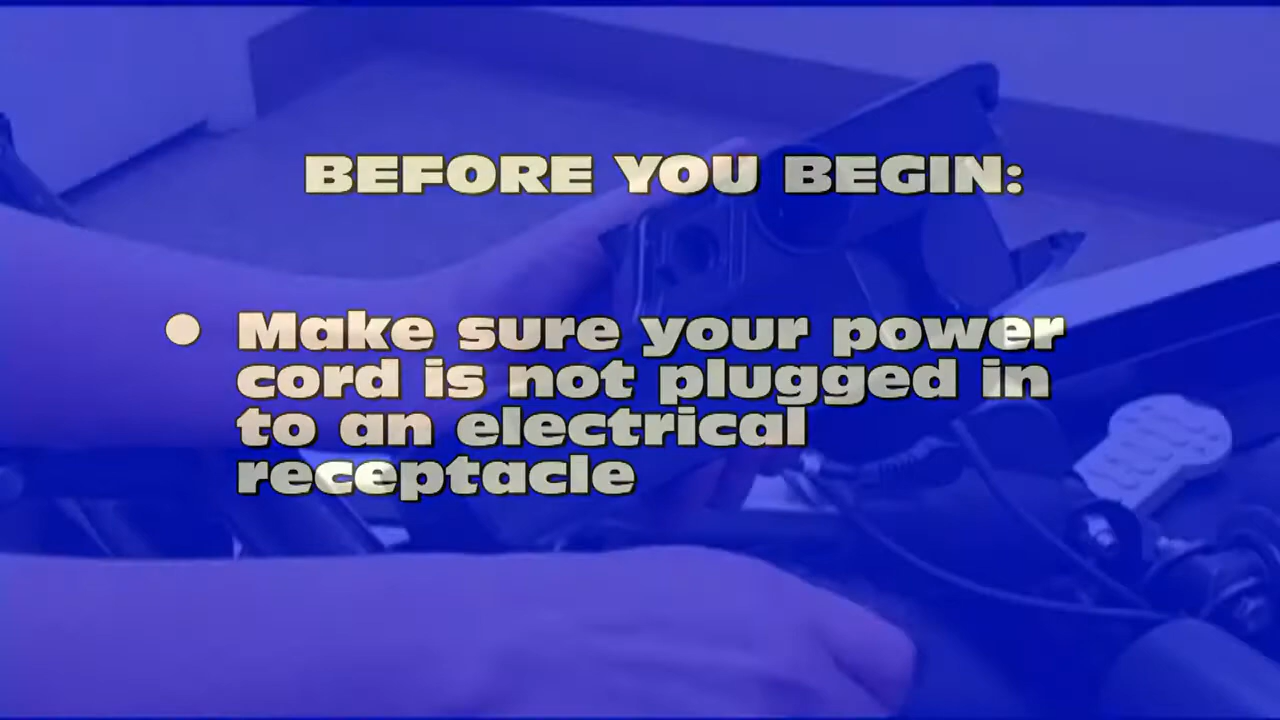 BEFORE YOU BEGIN:
● Make sure your power
cord is not plugged in
to an electrical
receptacle